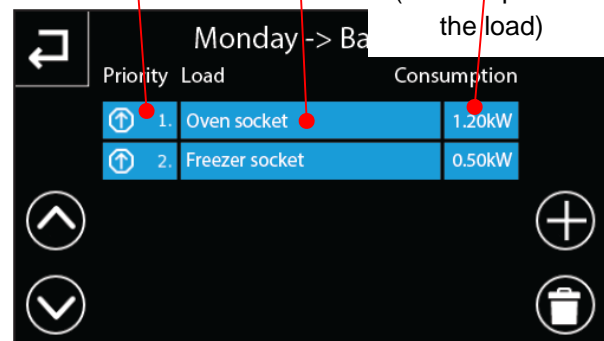 the load)
Monday -> Ba
Priority Load Consumption
1. Oven socket 1.20kW
2. Freezer socket 0.50kW